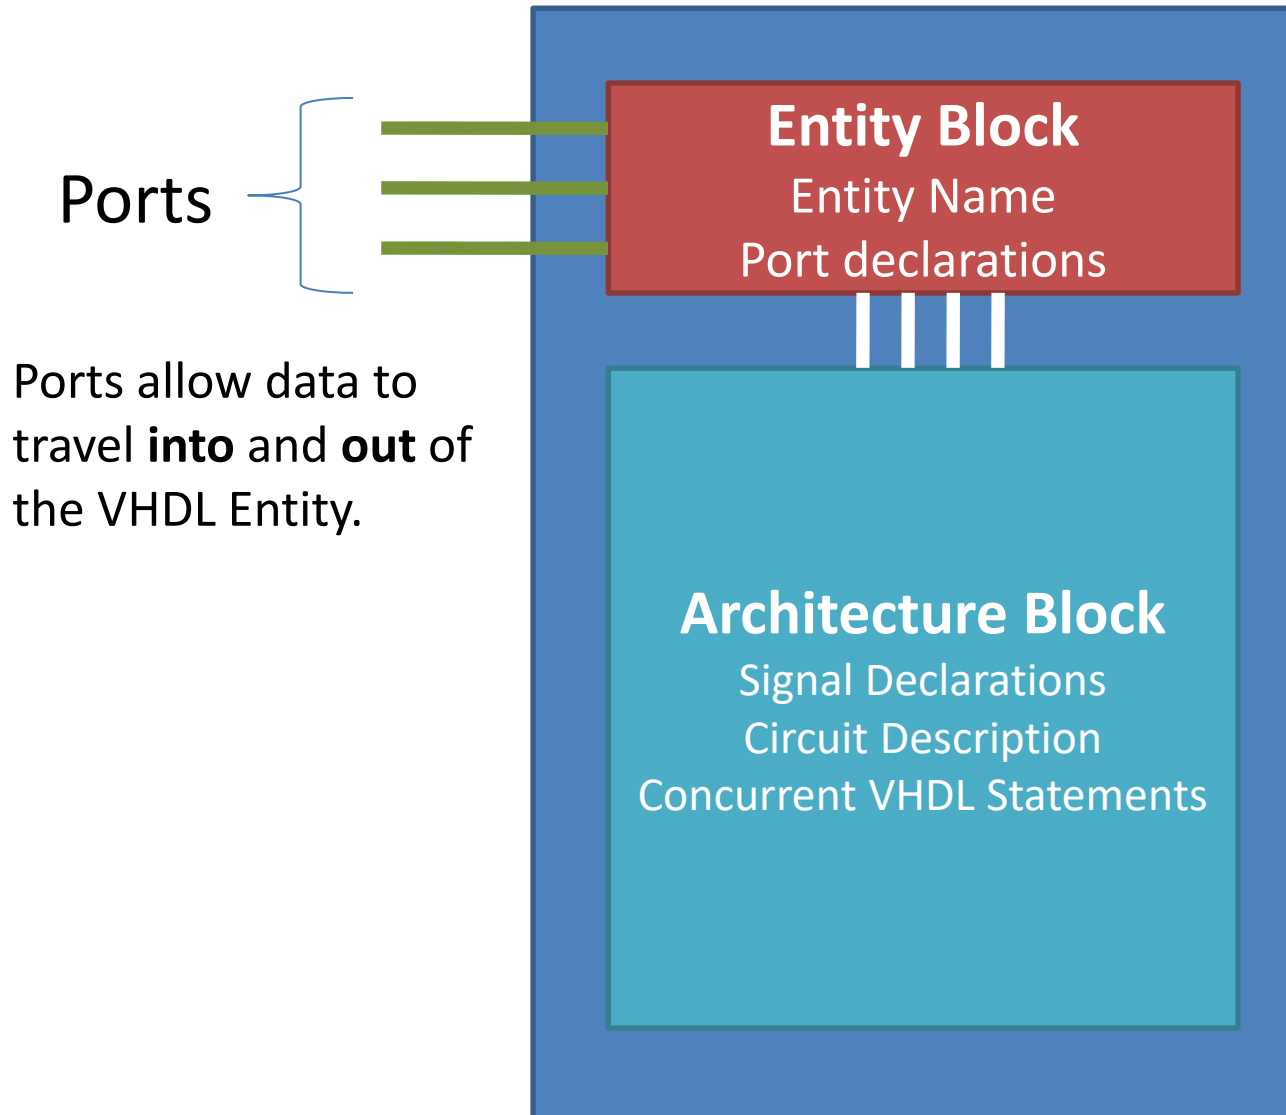 Ports
Ports allow data to
travel into and out of
the VHDL Entity.
Entity Block
Entity Name
Port declarations
Architecture Block
Signal Declarations
Circuit Description
Concurrent VHDL Statements